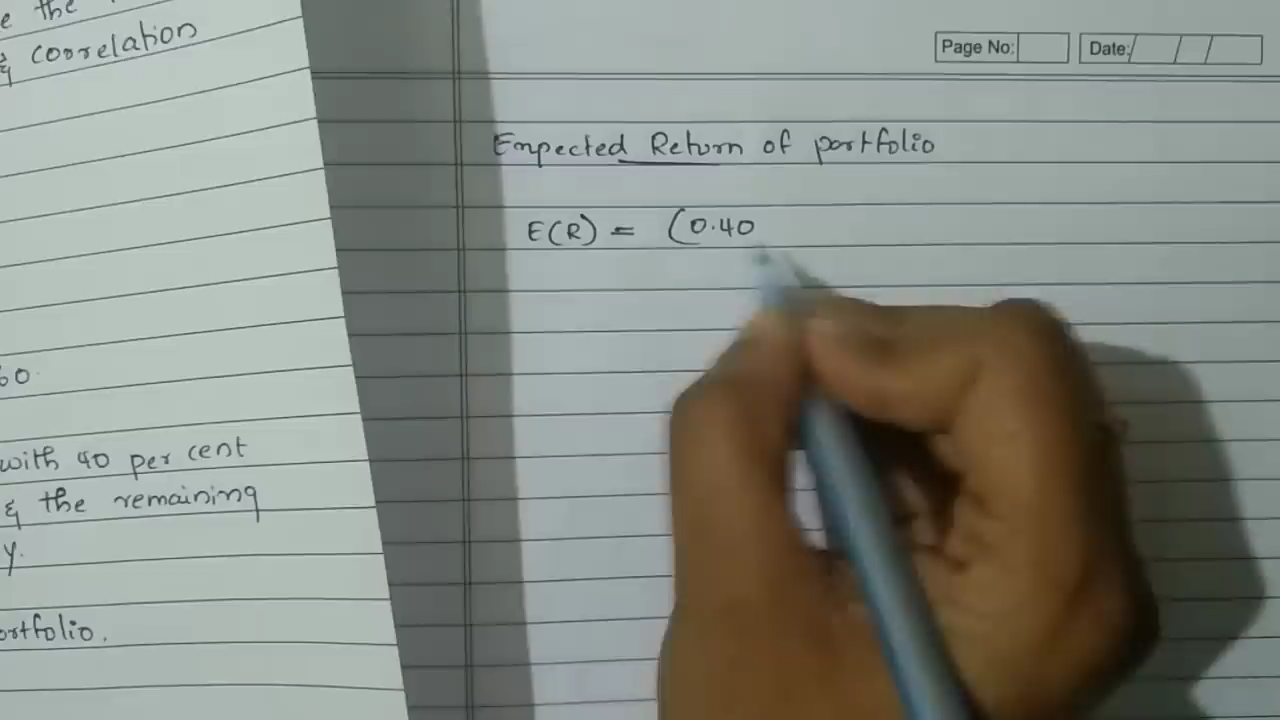 e the
& correlation
60
with 40 per cent
& the remaining
y.
ortfolio.
Page No:
Date:
Expected Return of portfolio
E(R) = (0.40